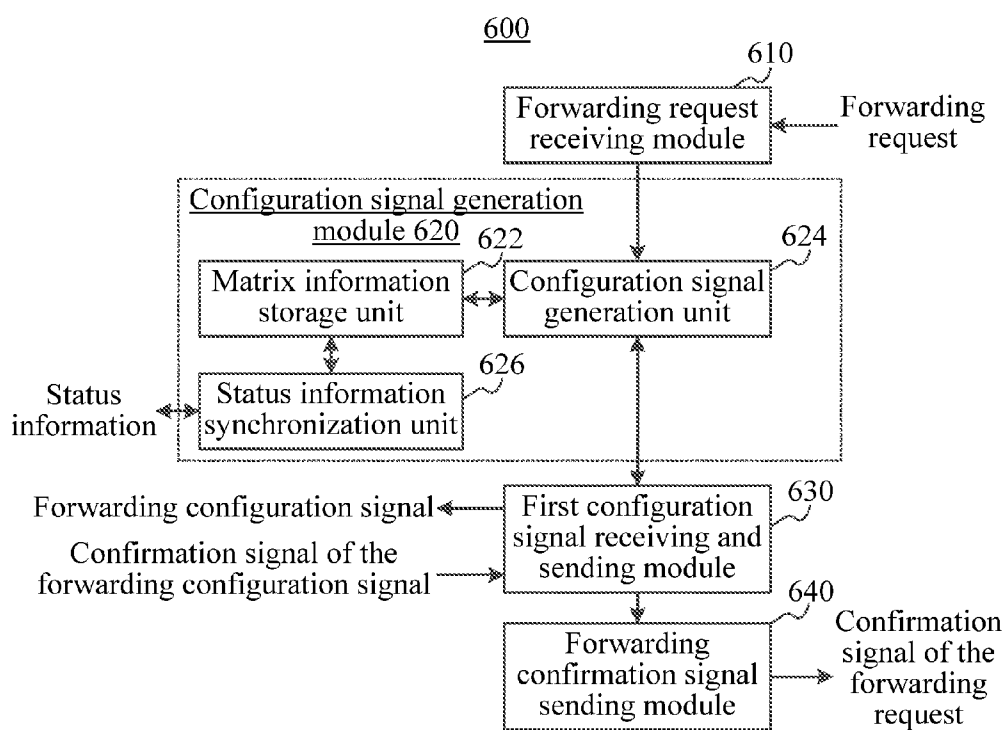 600
610
Forwarding request
receiving module
Forwarding
request
Configuration signal generation
module 620
622
624
Matrix information
storage unit
Configuration signal
generation unit
626
Status
information
Status information
synchronization unit
630
Forwarding configuration signal
First configuration
signal receiving and
sending module
Confirmation signal of the
forwarding configuration signal
640
Forwarding
confirmation signal
sending module
Confirmation
signal of the
forwarding
request